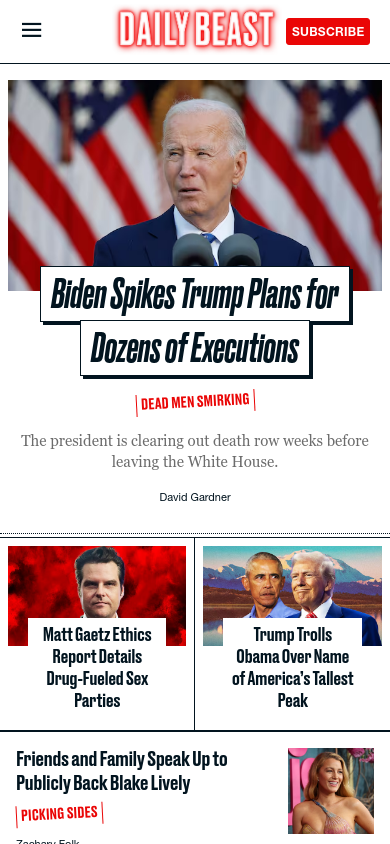 DAILY BEAST
SUBSCRIBE
Biden Spikes Trump Plans for
Dozens of Executions
DEAD MEN SMIRKING
The president is clearing out death row weeks before
leaving the White House.
David Gardner
Matt Gaetz Ethics
Report Details
Drug-Fueled Sex
Parties
Trump Trolls
Obama Over Name
of America's Tallest
Peak
Friends and Family Speak Up to
Publicly Back Blake Lively
PICKING SIDES
Zachary Folk